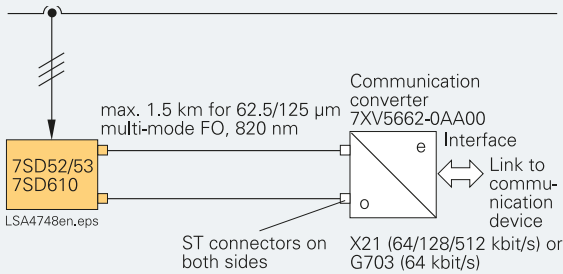 max. 1.5 km for 62.5/125 µm
multi-mode FO, 820 nm
Communication
converter
7XV5662-0AA00
7SD52/53
7SD610
LSA4748en.eps
e
o
Interface
Link to
commu-
nication
device
ST connectors on
both sides
X21 (64/128/512 kbit/s) or
G703 (64 kbit/s)